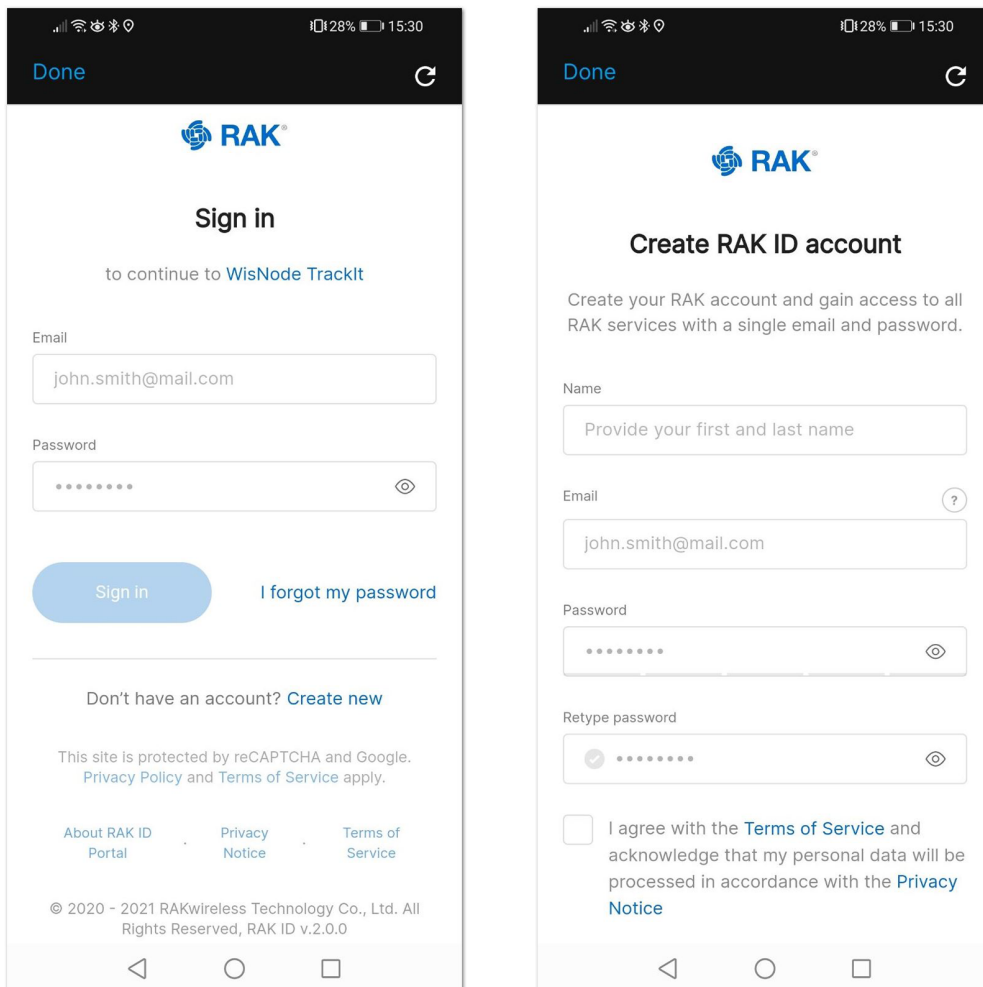 28% 15:30
Done
RAK®
Sign in
to continue to WisNode TrackIt
Email
john.smith@mail.com
Password
Sign in
I forgot my password
Don't have an account? Create new
This site is protected by reCAPTCHA and Google.
Privacy Policy and Terms of Service apply.
About RAK ID
Portal
·
Privacy
Notice
·
Terms of
Service
© 2020 - 2021 RAKwireless Technology Co., Ltd. All
Rights Reserved, RAK ID v.2.0.0
28% 15:30
Done
RAK®
Create RAK ID account
Create your RAK account and gain access to all
RAK services with a single email and password.
Name
Provide your first and last name
Email
?
john.smith@mail.com
Password
Retype password
I agree with the Terms of Service and
acknowledge that my personal data will be
processed in accordance with the Privacy
Notice